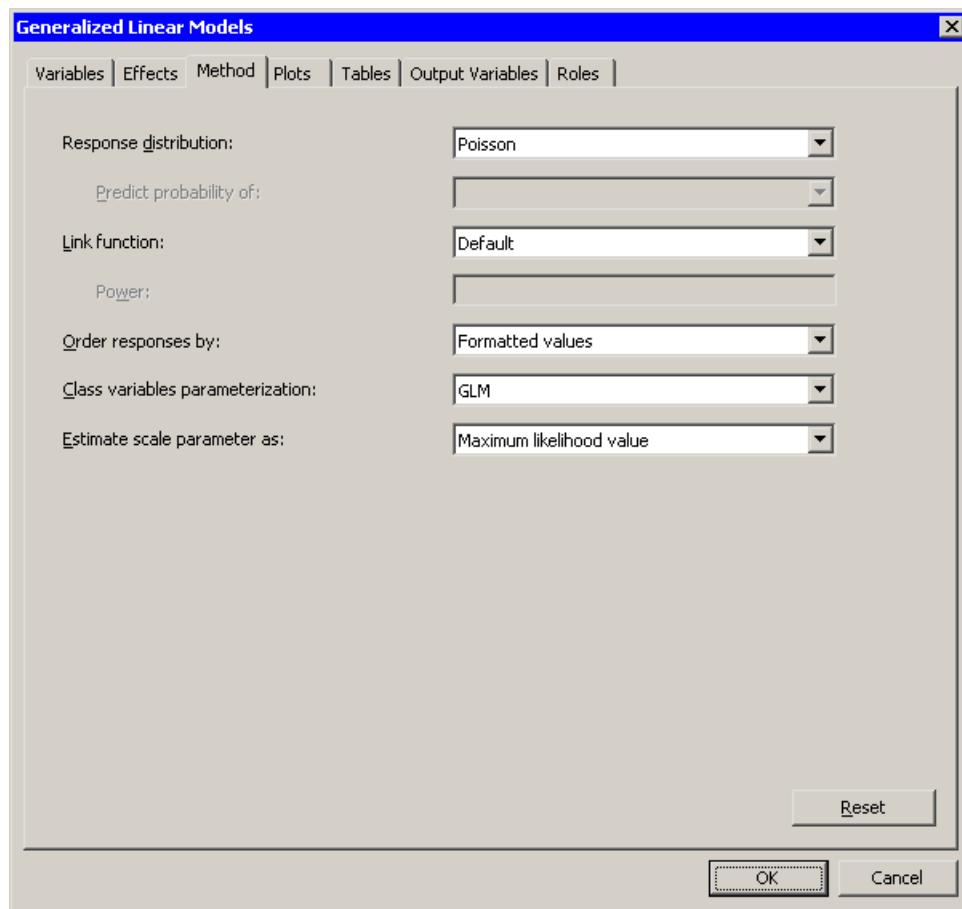 Generalized Linear Models
Variables Effects Method Plots Tables Output Variables Roles
Response distribution: Poisson
Predict probability of:
Link function: Default
Power:
Order responses by: Formatted values
Class variables parameterization: GLM
Estimate scale parameter as: Maximum likelihood value
Reset
OK Cancel